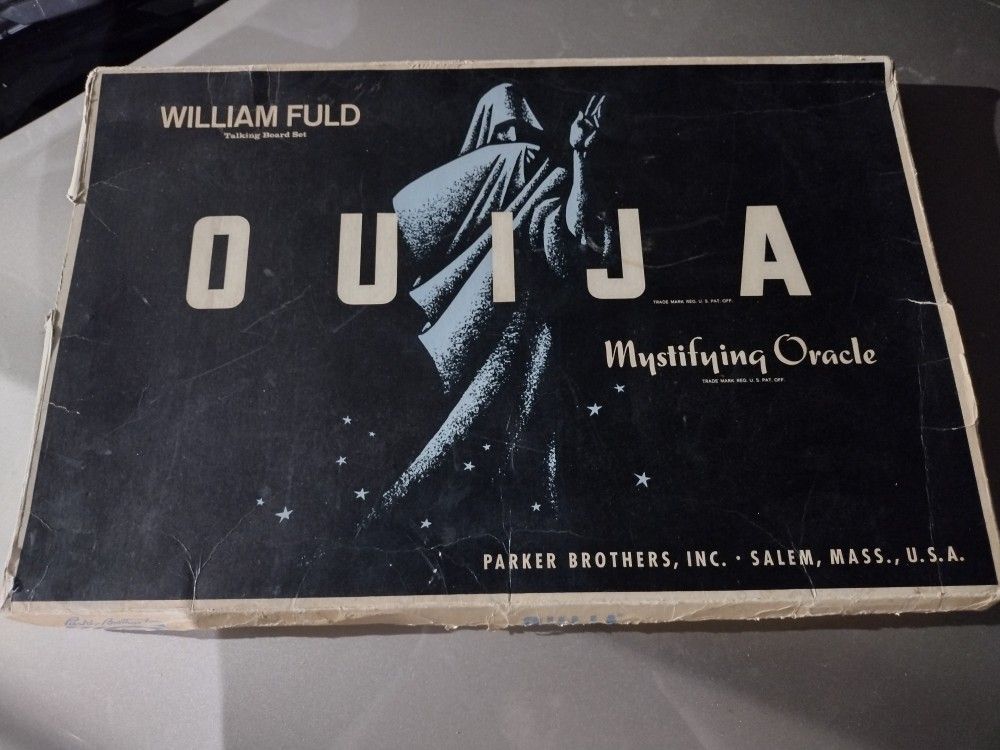 WILLIAM FULD
Talking Board Set
OUIJA
TRADE MARK REG. U. S. PAT. OFF.
Mystifying Oracle
TRADE MARK REG. U. S. PAT. OFF.
PARKER BROTHERS, INC. · SALEM, MASS., U.S.A.
OUIJA